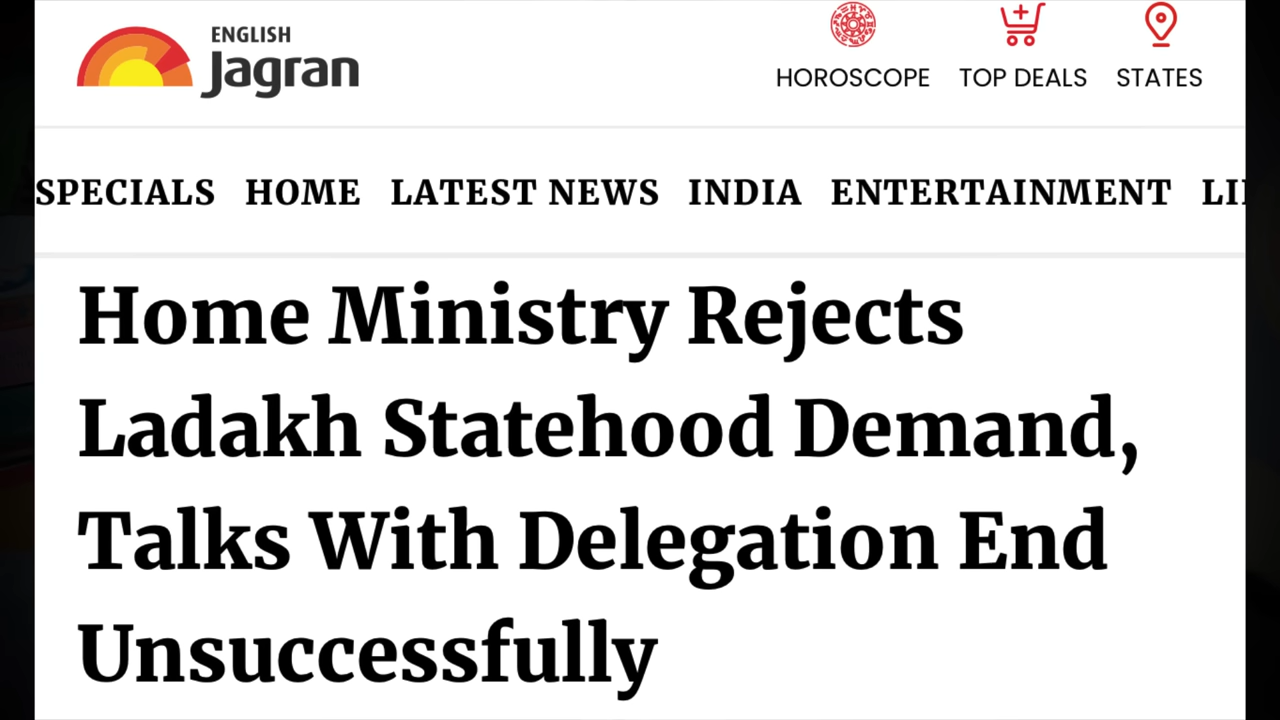 ENGLISH
Jagran
HOROSCOPE TOP DEALS STATES
SPECIALS HOME LATEST NEWS INDIA ENTERTAINMENT
Home Ministry Rejects
Ladakh Statehood Demand,
Talks With Delegation End
Unsuccessfully